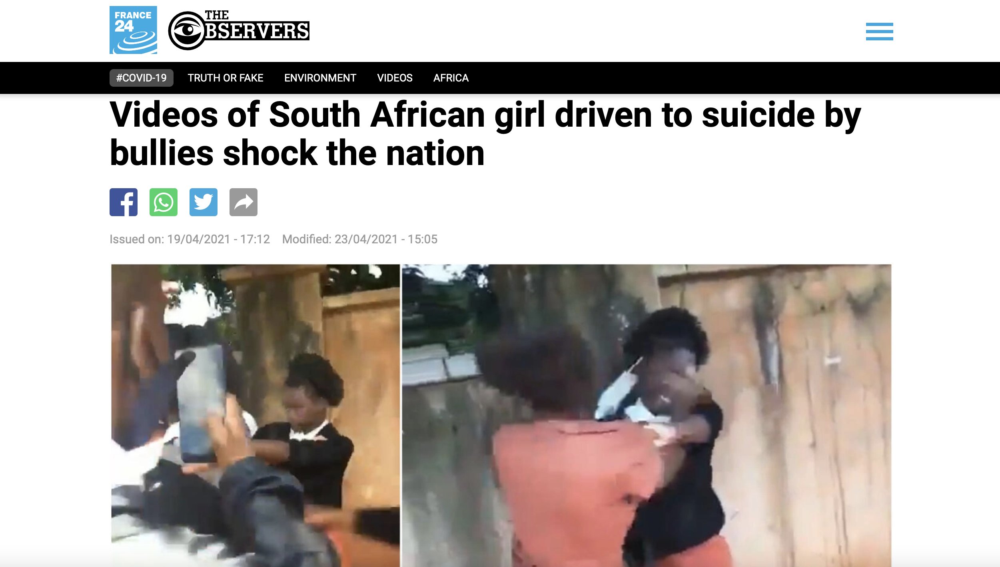 FRANCE
24
THE
OBSERVERS
#COVID-19 TRUTH OR FAKE ENVIRONMENT VIDEOS AFRICA
Videos of South African girl driven to suicide by
bullies shock the nation
Issued on: 19/04/2021 - 17:12 Modified: 23/04/2021 - 15:05